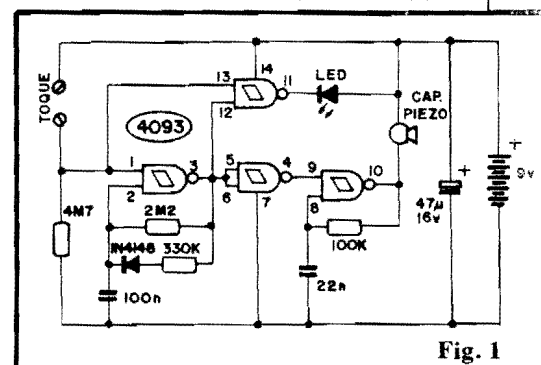 TOQUE
4093
13
14
11
12
LED
CAP.
PIEZO
+
+
1
2
3
5
6
4
7
9
8
10
47µ
16v
9v
4M7
2M2
1N4148
330K
100n
100K
22n
Fig. 1